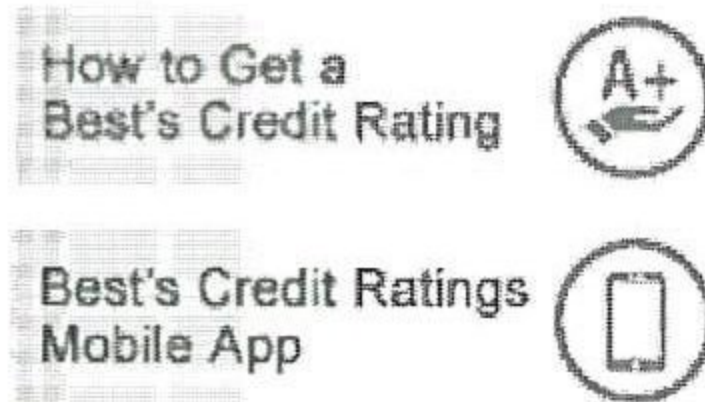 How to Get a
Best's Credit Rating
A+
Best's Credit Ratings
Mobile App